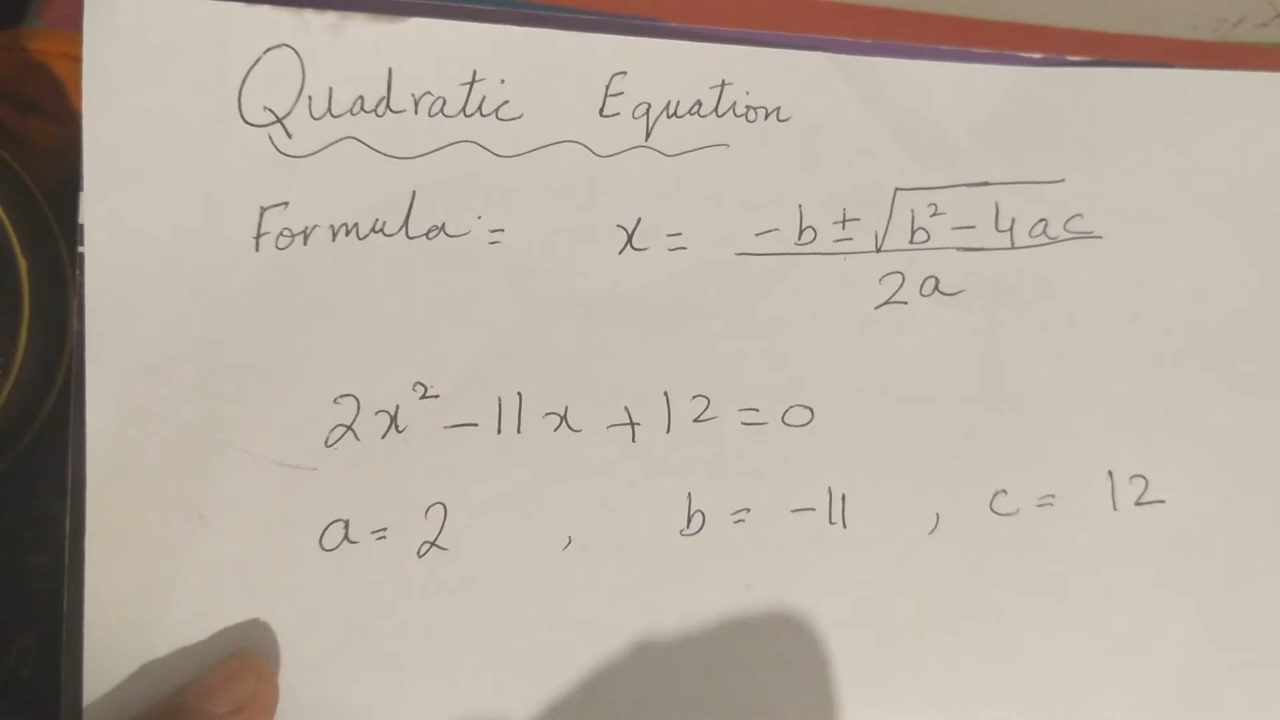 Quadratic Equation
Formula:= x = -b ± √b² - 4ac / 2a
2x² - 11x + 12 = 0
a = 2 , b = -11 , c = 12